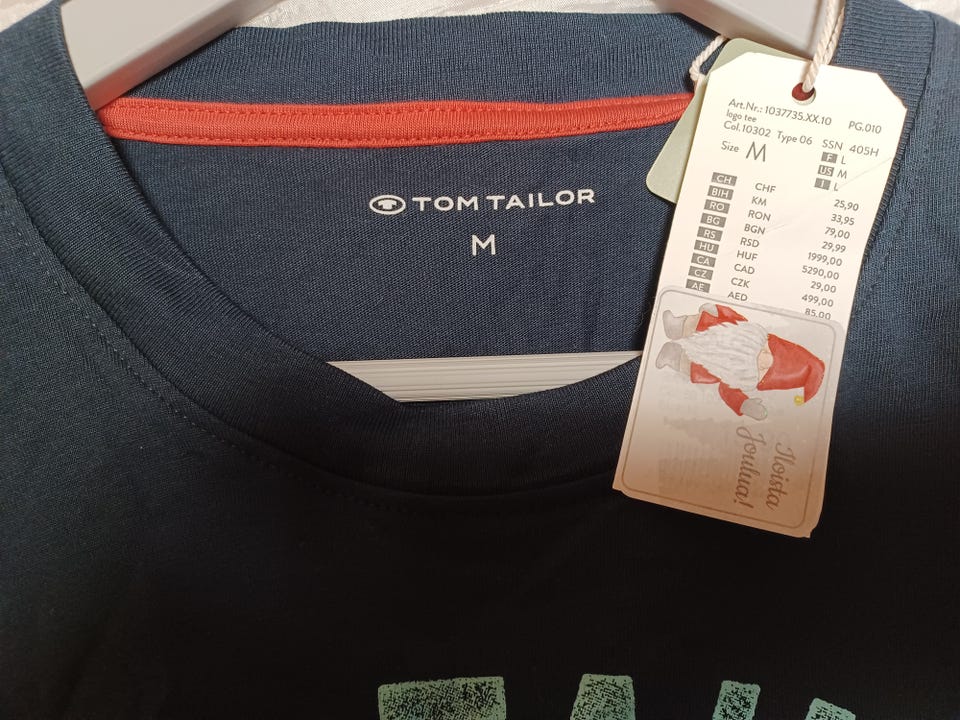 TOM TAILOR
M
Art.Nr.: 1037735.XX.10 PG.010
logo tee
Col.10302 Type 06 SSN 405H
Size M
F L
US M
I L
CH CHF 25,90
BIH KM 33,95
RO RON 79,00
BG BGN 29,99
RS RSD 1999,00
HU HUF 5290,00
CA CAD 29,00
CZ CZK 499,00
AE AED 85,00
Iloista
Joulua!